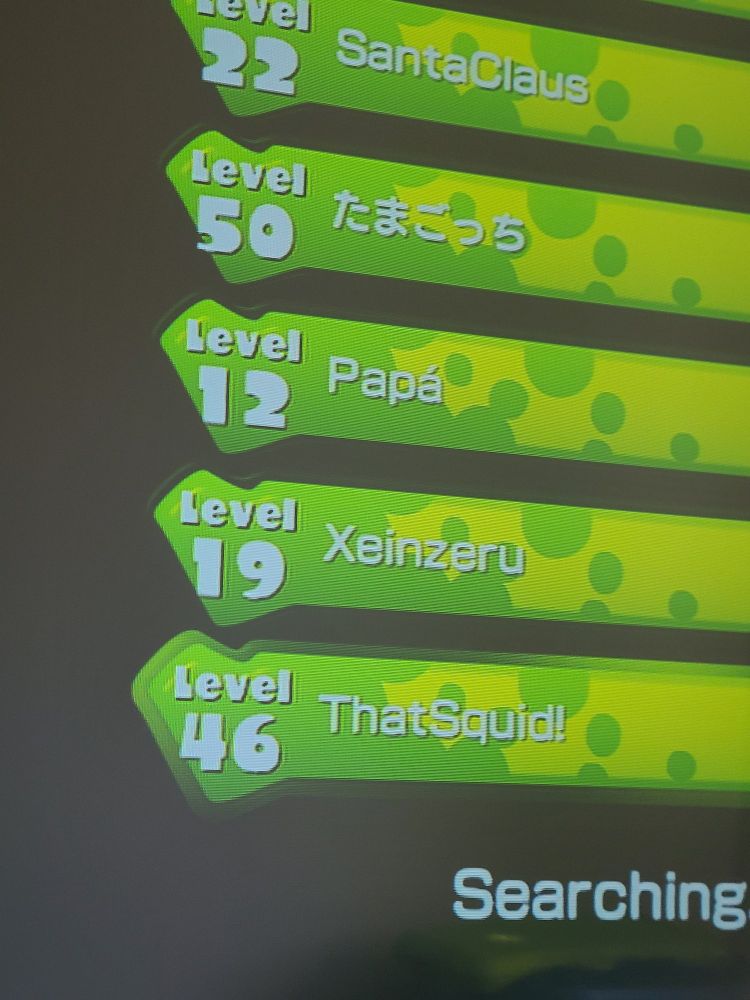 Level
22
SantaClaus
Level
50
たまごっち
Level
12
Papá
Level
19
Xeinzeru
Level
46
ThatSquid!
Searching.